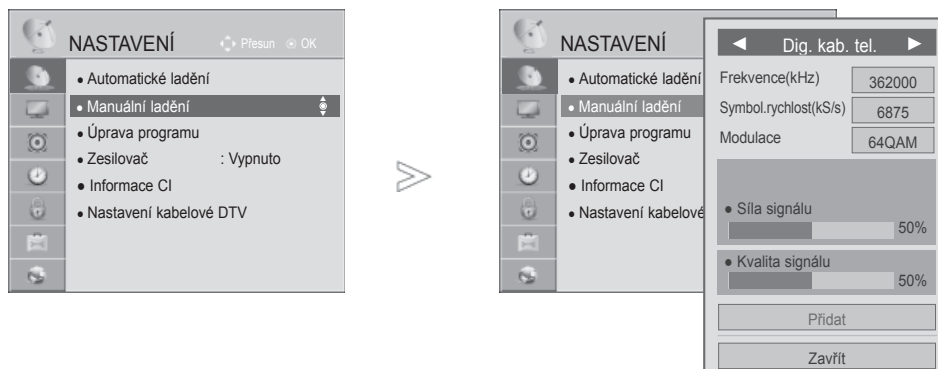 NASTAVENÍ Přesun OK
• Automatické ladění
• Manuální ladění
• Úprava programu
• Zesilovač : Vypnuto
• Informace CI
• Nastavení kabelové DTV
NASTAVENÍ
• Automatické ladění
• Manuální ladění
• Úprava programu
• Zesilovač
• Informace CI
• Nastavení kabelové
◄ Dig. kab. tel. ►
Frekvence(kHz) 362000
Symbol.rychlost(kS/s) 6875
Modulace 64QAM
• Síla signálu
50%
• Kvalita signálu
50%
Přidat
Zavřít